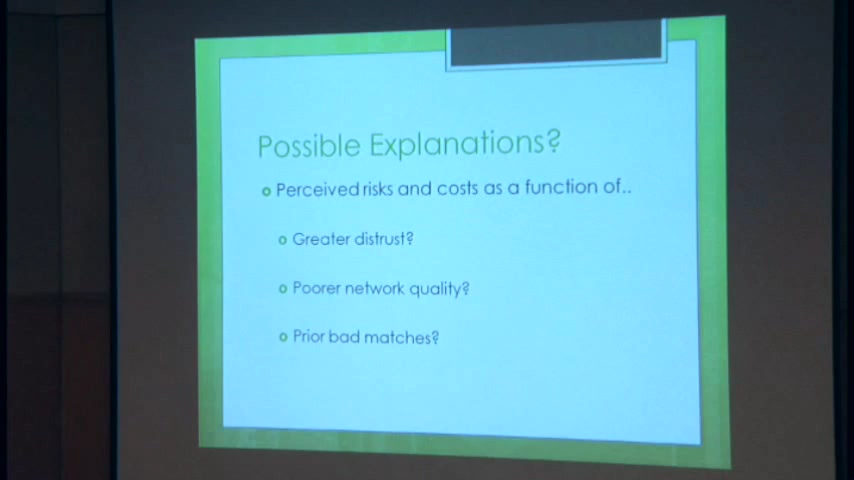 Possible Explanations?
Perceived risks and costs as a function of..
Greater distrust?
Poorer network quality?
Prior bad matches?